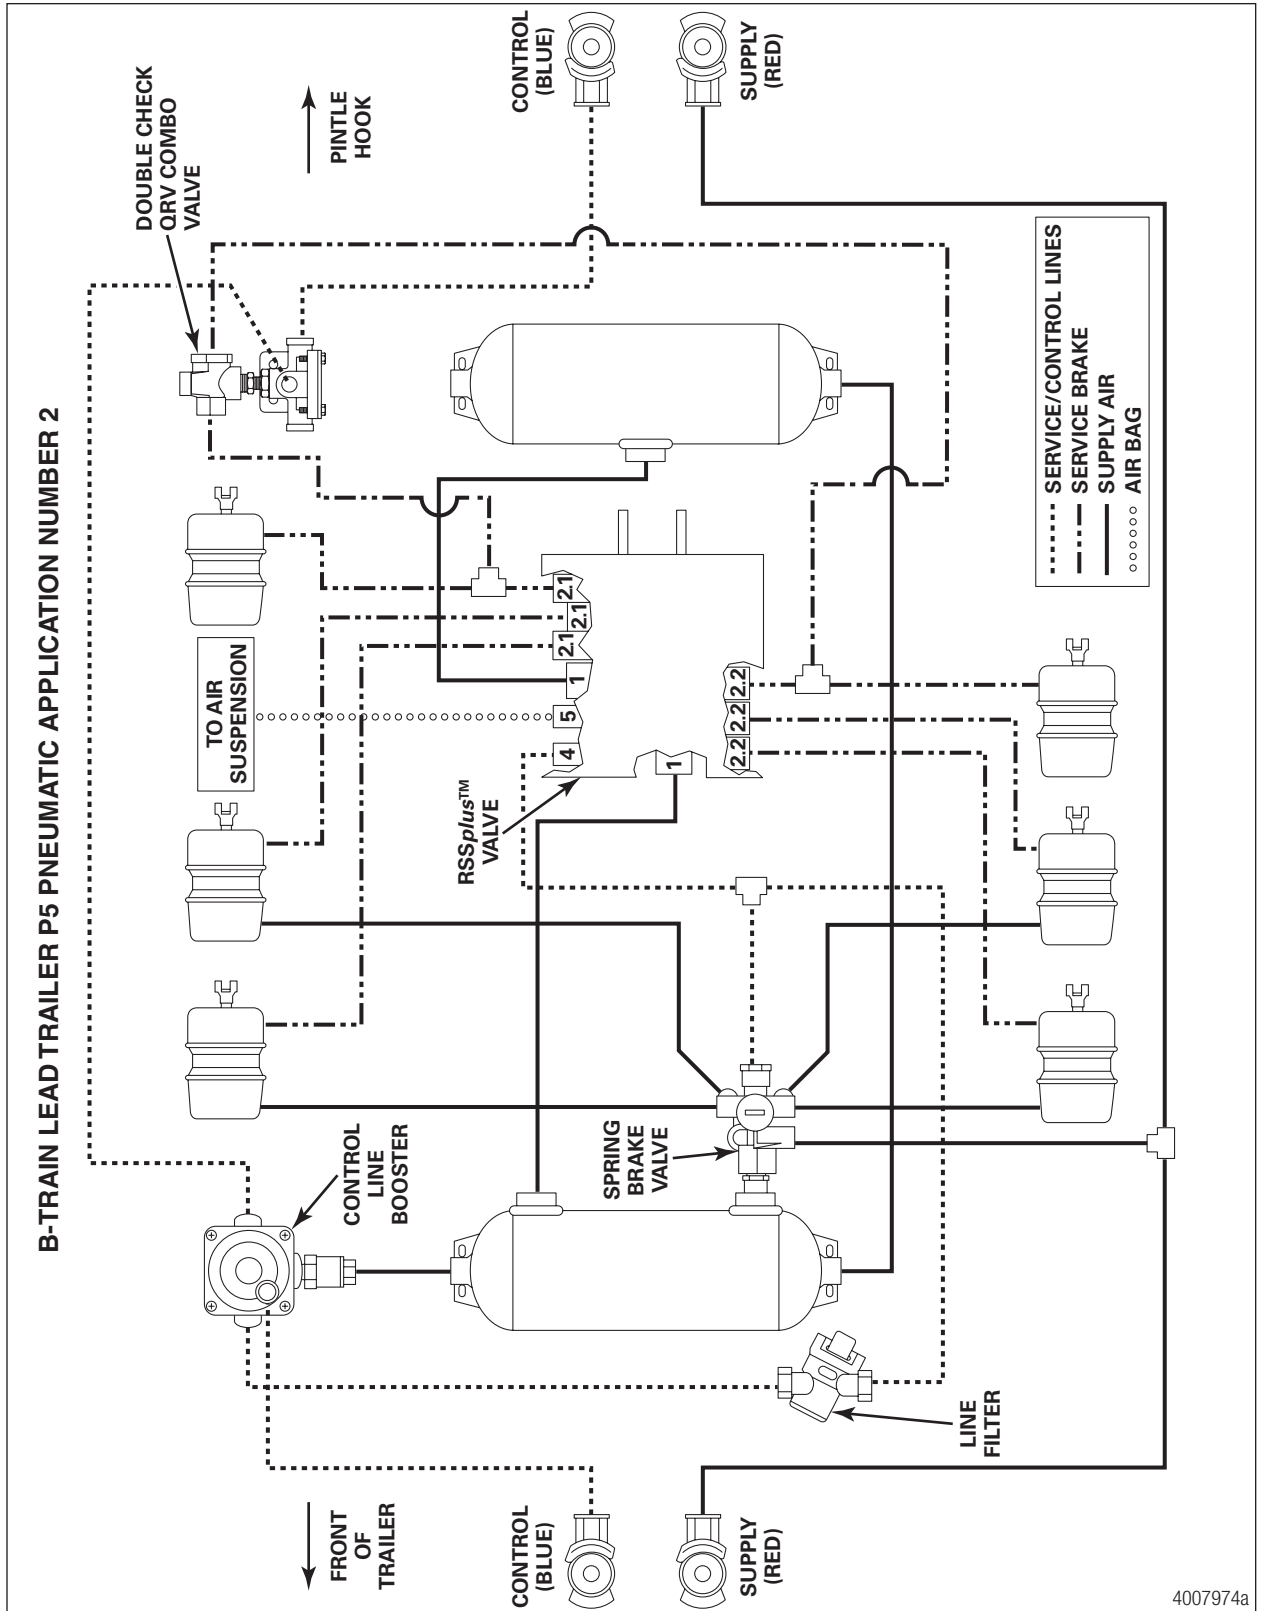 B-TRAIN LEAD TRAILER P5 PNEUMATIC APPLICATION NUMBER 2
FRONT
OF
TRAILER
CONTROL
LINE
BOOSTER
TO AIR
SUSPENSION
DOUBLE CHECK
QRV COMBO
VALVE
PINTLE
HOOK
CONTROL
(BLUE)
SPRING
BRAKE
VALVE
RSSplus™
VALVE
4
5
1
2.1
2.1
2.1
1
2.2
2.2
2.2
CONTROL
(BLUE)
SUPPLY
(RED)
LINE
FILTER
SUPPLY
(RED)
SERVICE/CONTROL LINES
SERVICE BRAKE
SUPPLY AIR
AIR BAG
4007974a